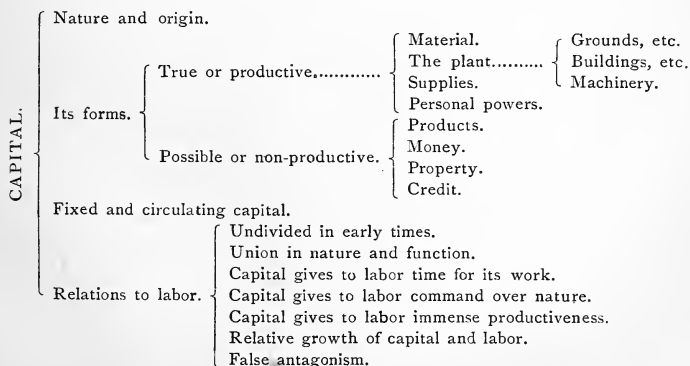 CAPITAL.
Nature and origin.
Its forms.
True or productive.............
Material.
The plant..........
Grounds, etc.
Buildings, etc.
Machinery.
Supplies.
Personal powers.
Possible or non-productive.
Products.
Money.
Property.
Credit.
Fixed and circulating capital.
Relations to labor.
Undivided in early times.
Union in nature and function.
Capital gives to labor time for its work.
Capital gives to labor command over nature.
Capital gives to labor immense productiveness.
Relative growth of capital and labor.
False antagonism.